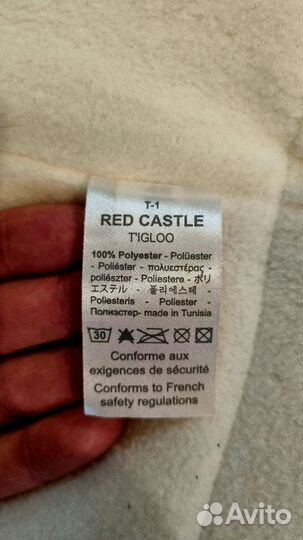 T-1
RED CASTLE
T'IGLOO
100% Polyester - Polüester
- Poliéster - πολυεστέρας -
poliészter - Poliestere - ポリ
エステル - 폴리에스테 -
Poliesteris - Poliester -
Полиэстер- made in Tunisia
30
Conforme aux
exigences de sécurité
Conforms to French
safety regulations
Avito